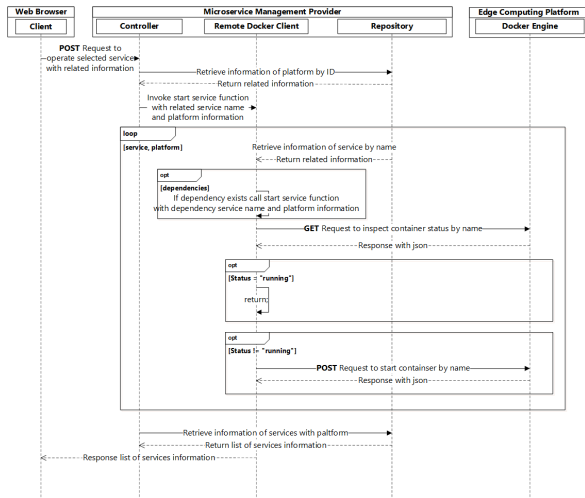 Web Browser
Microservice Management Provider
Edge Computing Platform
Client
Controller
Remote Docker Client
Repository
Docker Engine
POST Request to
operate selected service
with related information
Retrieve information of platform by ID
Return related information
Invoke start service function
with related service name
and platform information
loop
[service, platform]
Retrieve information of service by name
Return related information
opt
[dependencies]
If dependency exists call start service function
with dependency service name and platform information
GET Request to inspect container status by name
Response with json
opt
[Status = "running"]
return;
opt
[Status != "running"]
POST Request to start containser by name
Response with json
Retrieve information of services with paltform
Return list of services information
Response list of services information